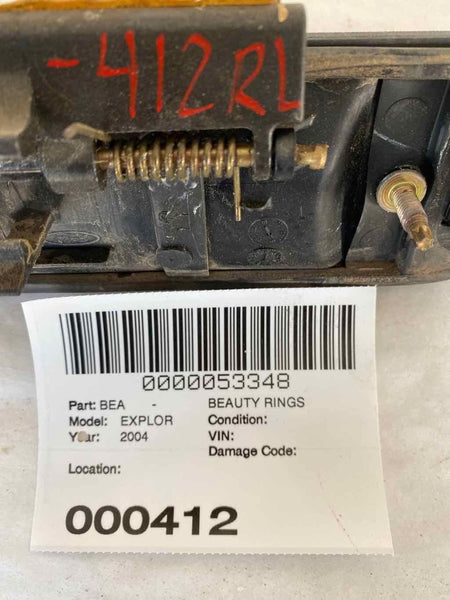 -412RL
0000053348
Part: BEA - BEAUTY RINGS
Model: EXPLOR Condition:
Year: 2004 VIN:
Damage Code:
Location:
000412